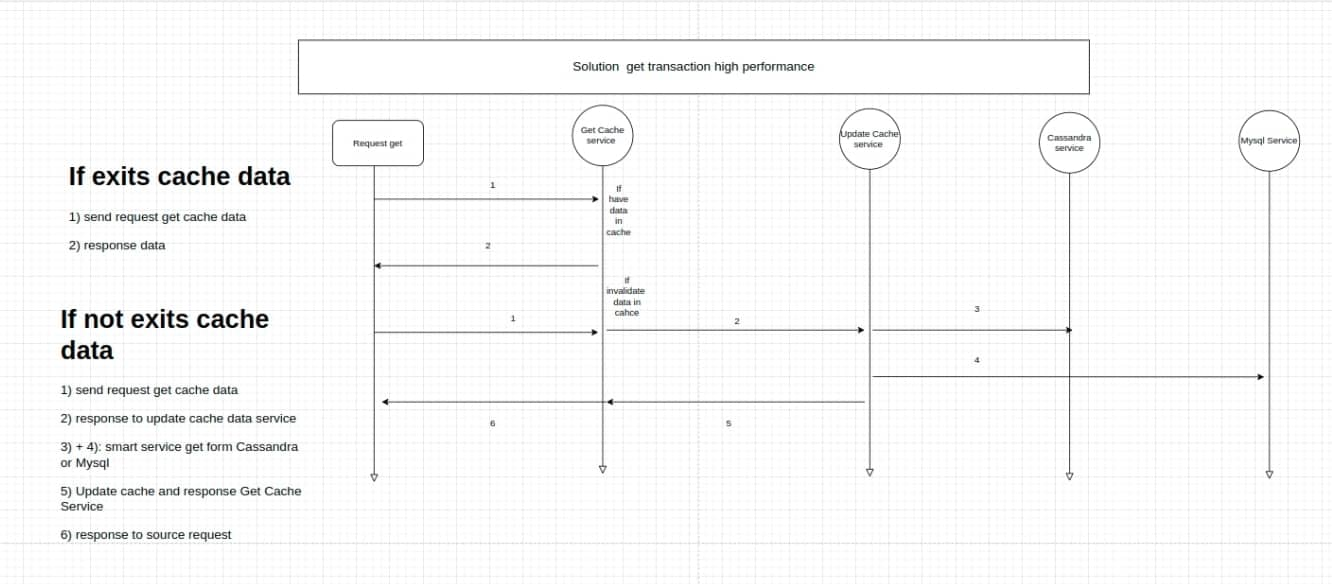 Solution get transaction high performance
Request get
Get Cache
service
Update Cache
service
Cassandra
service
Mysql Service
If exits cache data
1) send request get cache data
2) response data
If not exits cache
data
1) send request get cache data
2) response to update cache data service
3) + 4): smart service get form Cassandra
or Mysql
5) Update cache and response Get Cache
Service
6) response to source request
1
If
have
data
in
cache
2
If
invalidate
data in
cahce
1
2
3
4
6
5